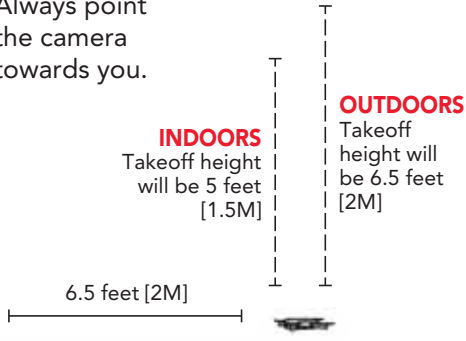 Always point
the camera
towards you.
INDOORS
Takeoff height
will be 5 feet
[1.5M]
OUTDOORS
Takeoff
height will
be 6.5 feet
[2M]
6.5 feet [2M]